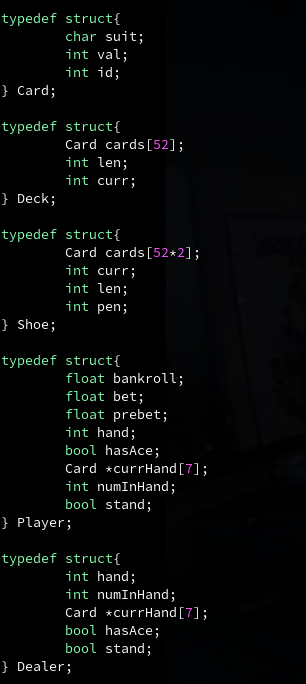 typedef struct{
        char suit;
        int val;
        int id;
} Card;

typedef struct{
        Card cards[52];
        int len;
        int curr;
} Deck;

typedef struct{
        Card cards[52*2];
        int curr;
        int len;
        int pen;
} Shoe;

typedef struct{
        float bankroll;
        float bet;
        float prebet;
        int hand;
        bool hasAce;
        Card *currHand[7];
        int numInHand;
        bool stand;
} Player;

typedef struct{
        int hand;
        int numInHand;
        Card *currHand[7];
        bool hasAce;
        bool stand;
} Dealer;